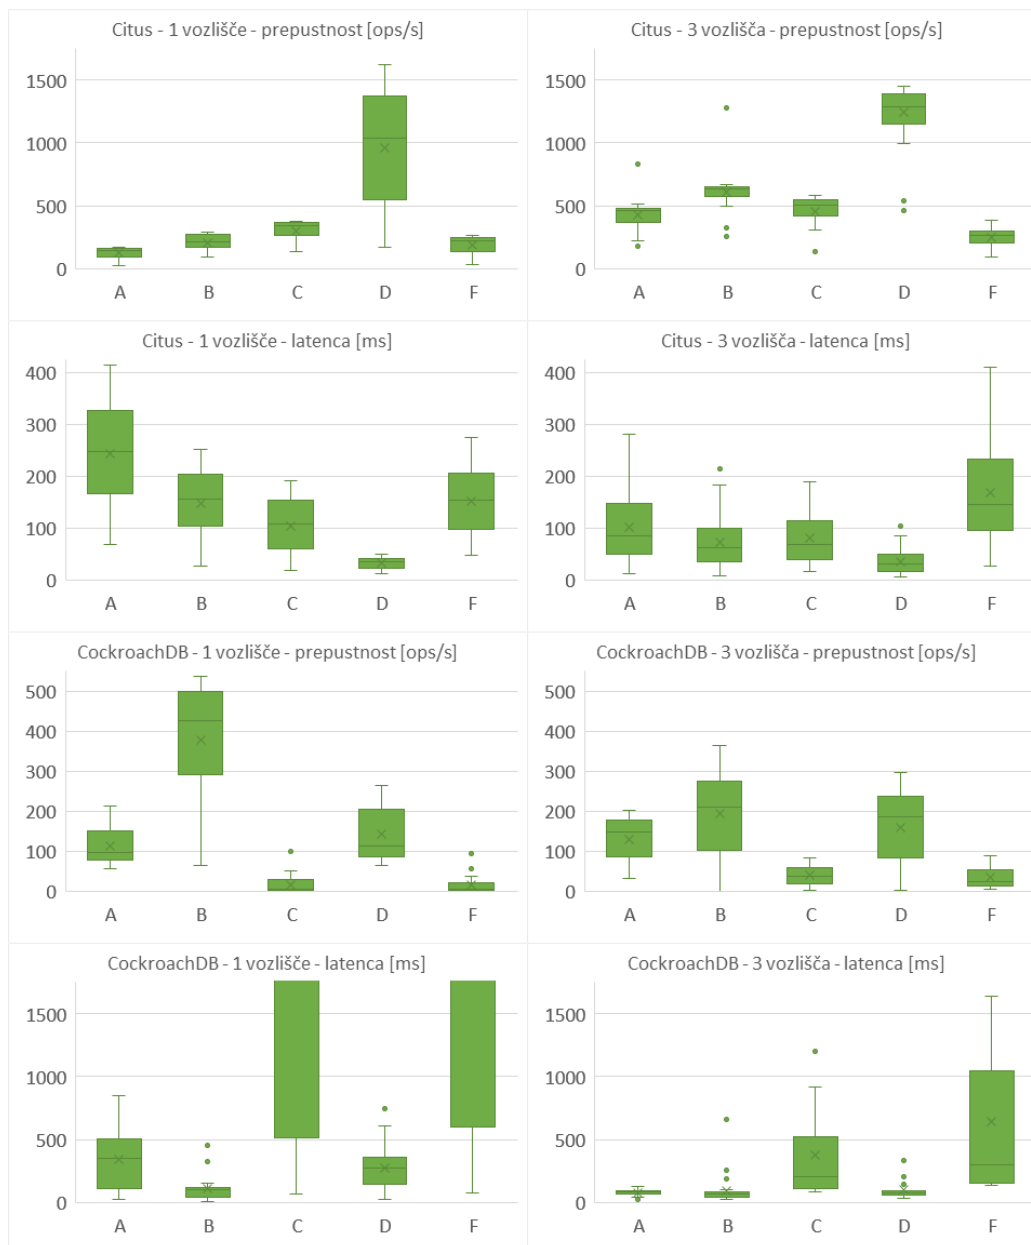 Citus - 1 vozlišče - prepustnost [ops/s]
1500
1000
500
0
A B C D F
Citus - 3 vozlišča - prepustnost [ops/s]
1500
1000
500
0
A B C D F
Citus - 1 vozlišče - latenca [ms]
400
300
200
100
0
A B C D F
Citus - 3 vozlišča - latenca [ms]
400
300
200
100
0
A B C D F
CockroachDB - 1 vozlišče - prepustnost [ops/s]
500
400
300
200
100
0
A B C D F
CockroachDB - 3 vozlišča - prepustnost [ops/s]
500
400
300
200
100
0
A B C D F
CockroachDB - 1 vozlišče - latenca [ms]
1500
1000
500
0
A B C D F
CockroachDB - 3 vozlišča - latenca [ms]
1500
1000
500
0
A B C D F